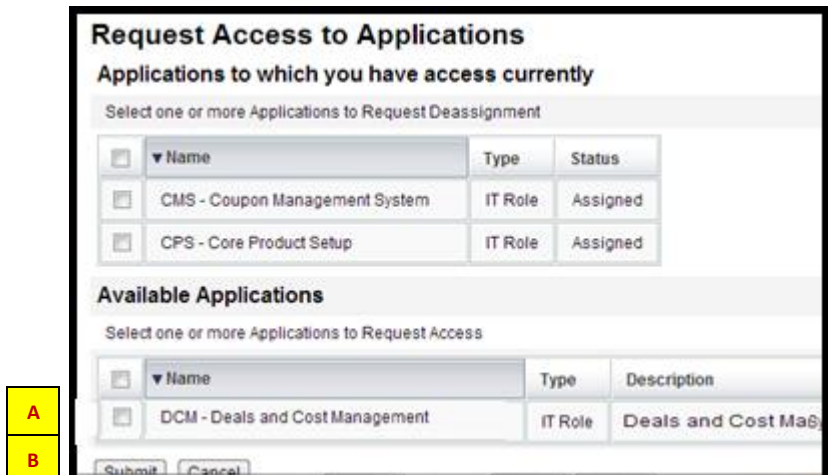 Request Access to Applications
Applications to which you have access currently
Select one or more Applications to Request Deassignment
Name Type Status
CMS - Coupon Management System IT Role Assigned
CPS - Core Product Setup IT Role Assigned
Available Applications
Select one or more Applications to Request Access
Name Type Description
A DCM - Deals and Cost Management IT Role Deals and Cost
B Submit Cancel